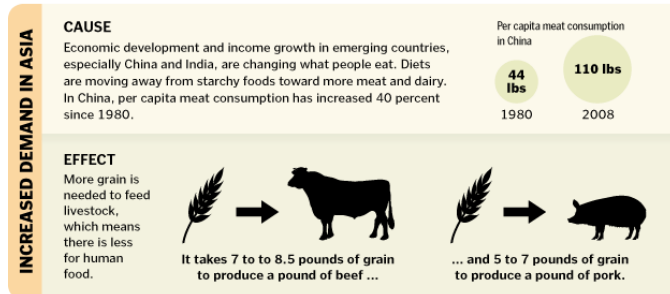 INCREASED DEMAND IN ASIA
CAUSE
Economic development and income growth in emerging countries,
especially China and India, are changing what people eat. Diets
are moving away from starchy foods toward more meat and dairy.
In China, per capita meat consumption has increased 40 percent
since 1980.
Per capita meat consumption
in China
44
lbs
110 lbs
1980
2008
EFFECT
More grain is
needed to feed
livestock,
which means
there is less
for human
food.
It takes 7 to to 8.5 pounds of grain
to produce a pound of beef ...
... and 5 to 7 pounds of grain
to produce a pound of pork.